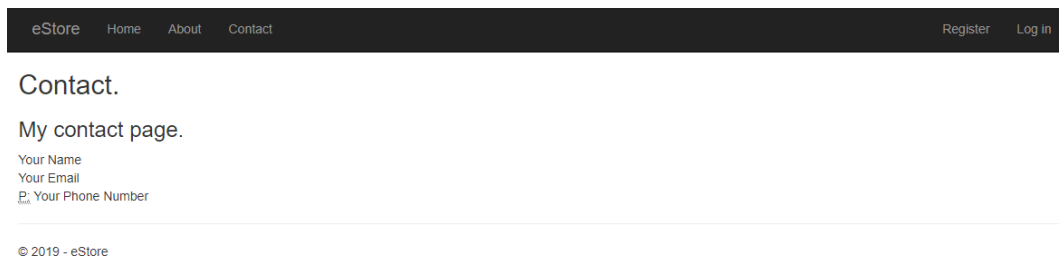 eStore Home About Contact Register Log in
Contact.
My contact page.
Your Name
Your Email
P: Your Phone Number
© 2019 - eStore